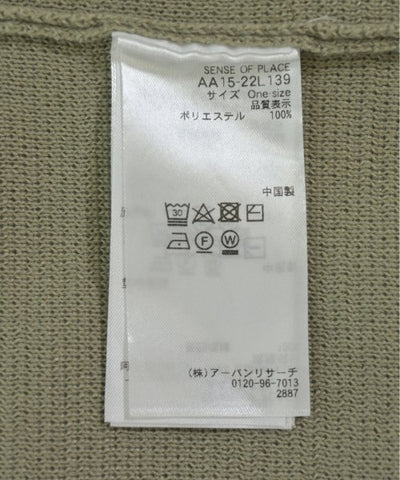 SENSE OF PLACE
AA15-22L139
サイズ One size
品質表示
ポリエステル 100%
中国製
30
F W
(株) アーバンリサーチ
0120-96-7013
2887